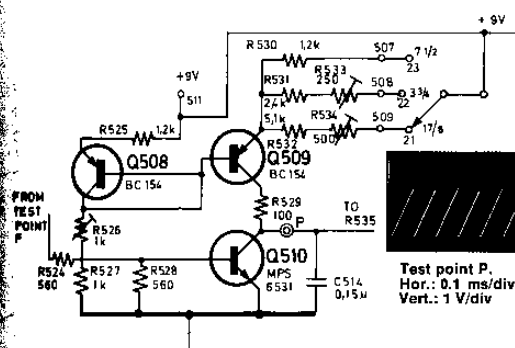 + 9V
R530 1,2k 507 7 1/2
23
+9V
511
R531 R533
250 508 3 3/4
22
2,4k
R534
5,1k 509 1 7/8
21
R532
500
R525 1,2k
Q508
BC 154
Q509
BC 154
FROM
TEST
POINT
F
R526
1k
R529
100
P
TO
R535
R524
560
R527
1k
R528
560
Q510
MPS
6531
C514
0,15µ
Test point P.
Hor.: 0.1 ms/div
Vert.: 1 V/div